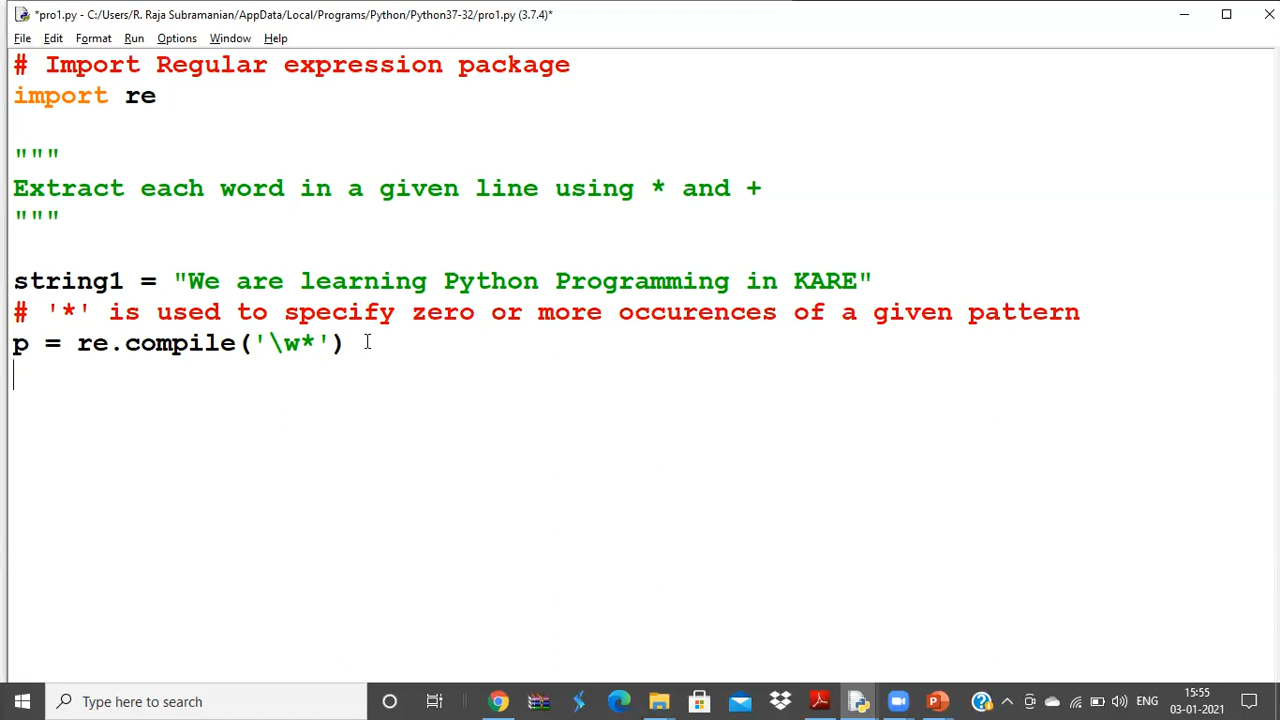 *pro1.py - C:/Users/R. Raja Subramanian/AppData/Local/Programs/Python/Python37-32/pro1.py (3.7.4)*
File Edit Format Run Options Window Help
# Import Regular expression package
import re
"""
Extract each word in a given line using * and +
"""
string1 = "We are learning Python Programming in KARE"
# '*' is used to specify zero or more occurences of a given pattern
p = re.compile('\w*')
Type here to search
ENG
15:55
03-01-2021